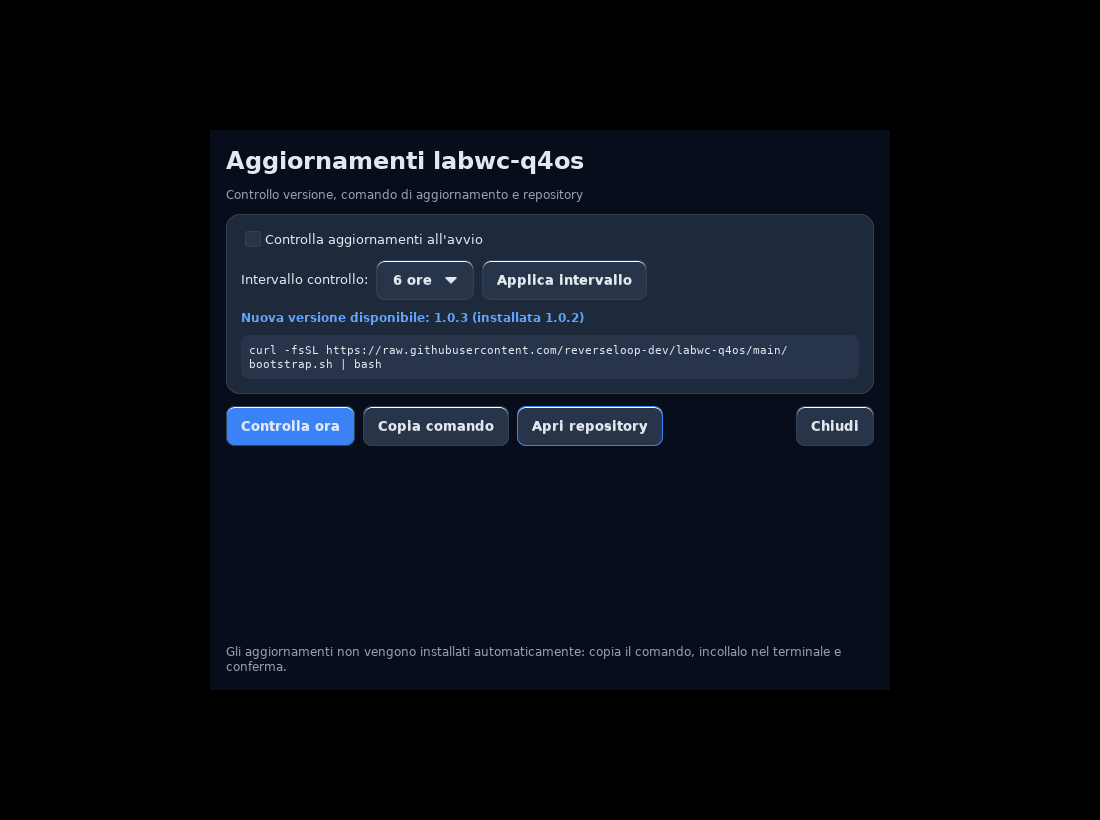 Aggiornamenti labwc-q4os
Controllo versione, comando di aggiornamento e repository
Controlla aggiornamenti all'avvio
Intervallo controllo: 6 ore Applica intervallo
Nuova versione disponibile: 1.0.3 (installata 1.0.2)
curl -fsSL https://raw.githubusercontent.com/reverseloop-dev/labwc-q4os/main/
bootstrap.sh | bash
Controlla ora Copia comando Apri repository Chiudi
Gli aggiornamenti non vengono installati automaticamente: copia il comando, incollalo nel terminale e
conferma.